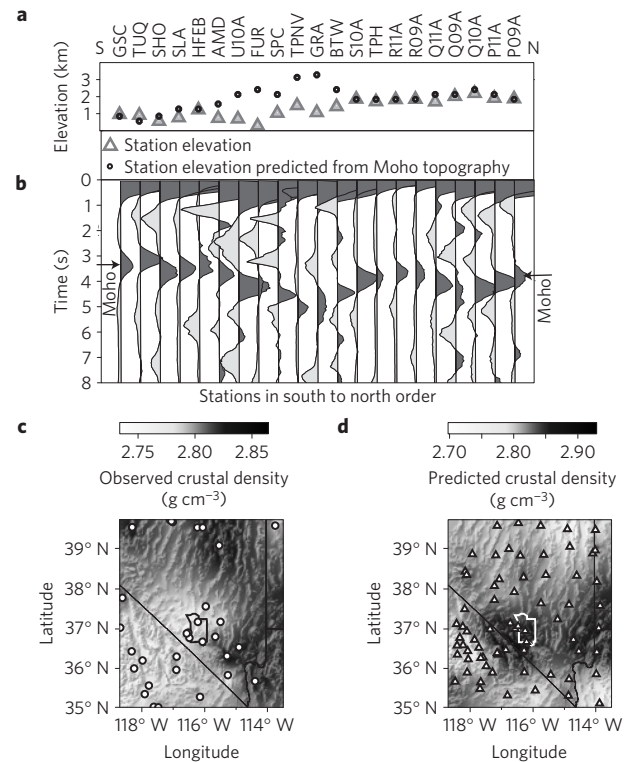 a
S GSC TUQ SHO SLA HFEB AMD U10A FUR SPC TPNV GRA BTW S10A TPH R11A R09A Q11A Q09A Q10A P11A P09A N
Elevation (km)
3
2
1
Station elevation
Station elevation predicted from Moho topography
b
Time (s)
0
1
2
3
4
5
6
7
8
Moho
Moho
Stations in south to north order
c
2.75 2.80 2.85
Observed crustal density
(g cm−3)
Latitude
39° N
38° N
37° N
36° N
35° N
118° W 116° W 114° W
Longitude
d
2.70 2.80 2.90
Predicted crustal density
(g cm−3)
Latitude
39° N
38° N
37° N
36° N
35° N
118° W 116° W 114° W
Longitude